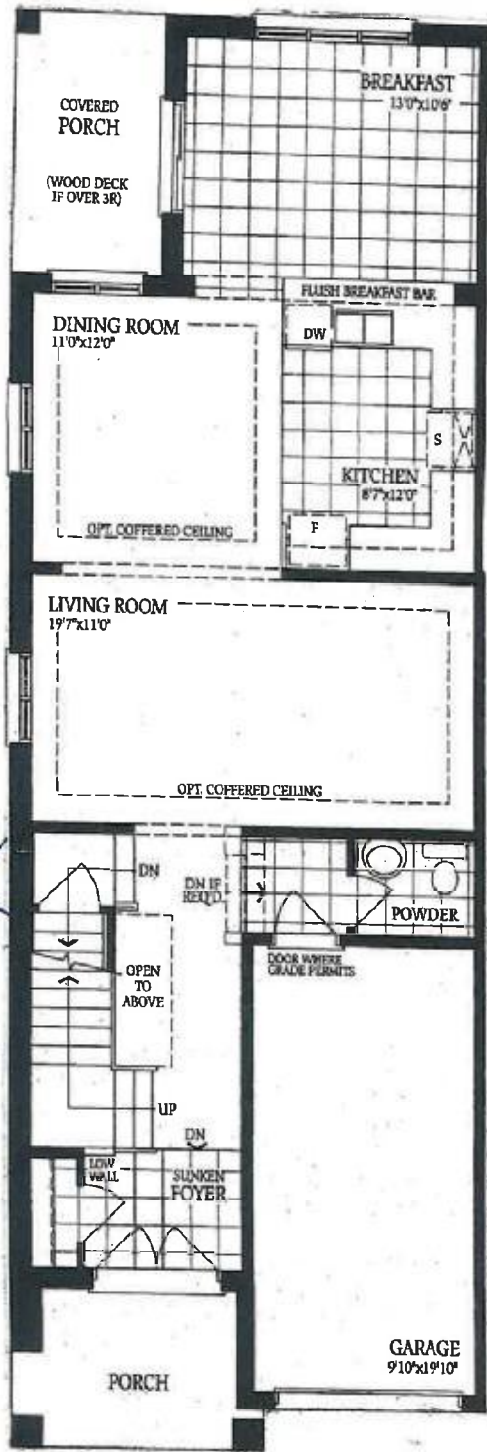 BREAKFAST
13'0"x10'6"
COVERED
PORCH
(WOOD DECK
IF OVER 3R)
FLUSH BREAKFAST BAR
DINING ROOM
11'0"x12'0"
DW
S
KITCHEN
8'7"x12'0"
F
OPT. COFFERED CEILING
LIVING ROOM
19'7"x11'0"
OPT. COFFERED CEILING
DN
DN IF
REQ'D.
POWDER
DOOR WHERE
GRADE PERMITS
OPEN
TO
ABOVE
UP
DN
LOW
WALL
SUNKEN
FOYER
GARAGE
9'10"x19'10"
PORCH